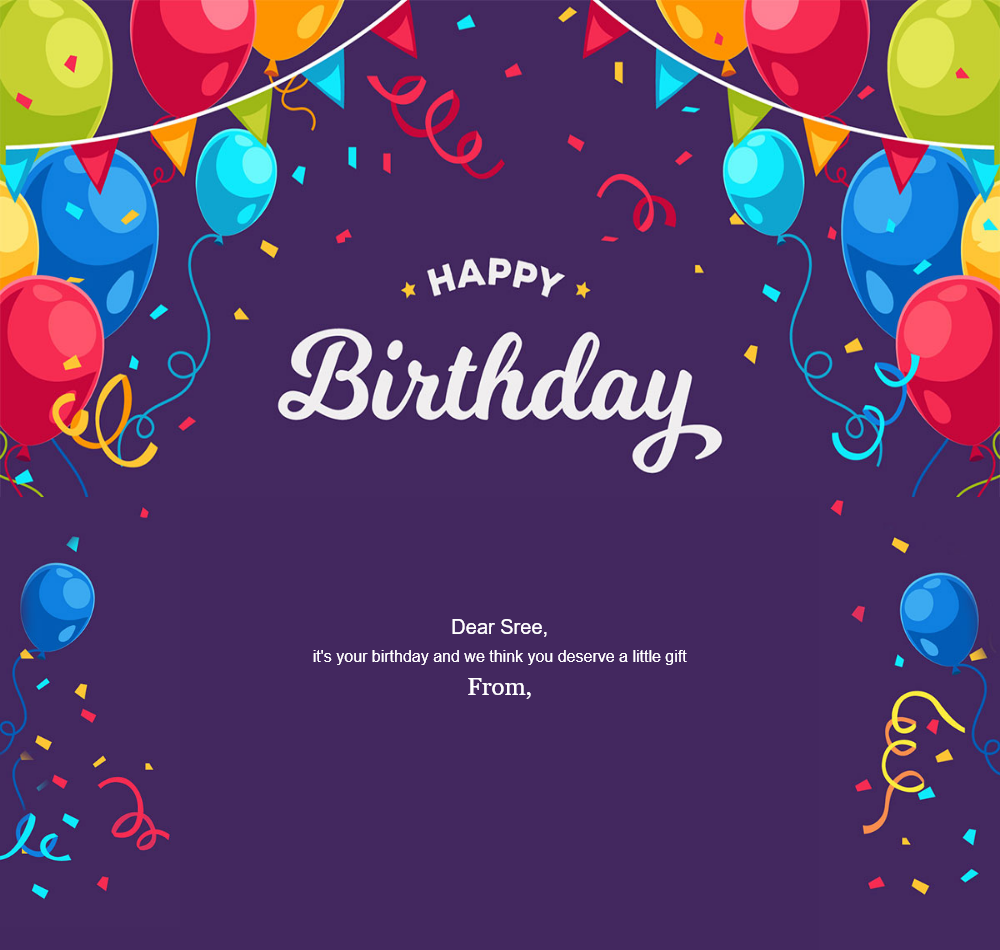 HAPPY
Birthday
Dear Sree,
it's your birthday and we think you deserve a little gift
From,